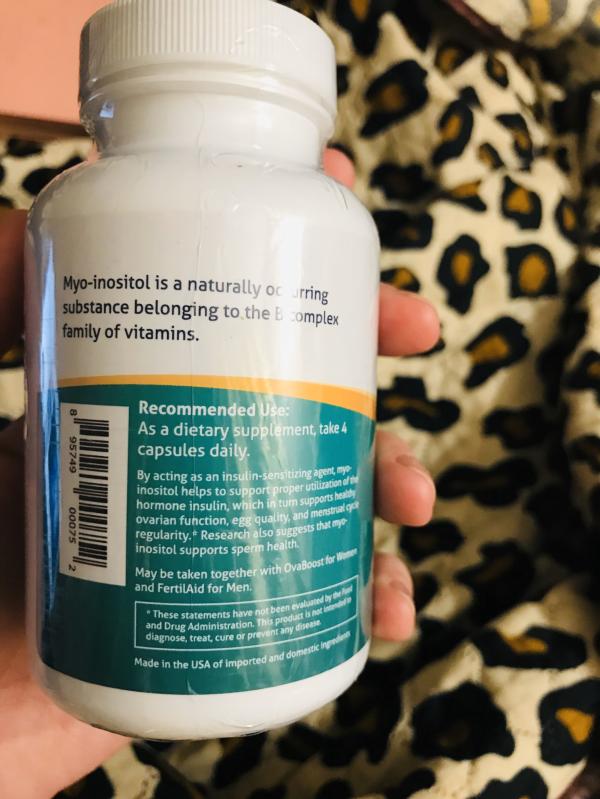 Myo-inositol is a naturally occurring
substance belonging to the B complex
family of vitamins.
Recommended Use:
As a dietary supplement, take 4
capsules daily.
By acting as an insulin-sensitizing agent, myo-
inositol helps to support proper utilization of the
hormone insulin, which in turn supports healthy
ovarian function, egg quality, and menstrual cycle
regularity.* Research also suggests that myo-
inositol supports sperm health.
May be taken together with OvaBoost for Women
and FertilAid for Men.
* These statements have not been evaluated by the Food
and Drug Administration. This product is not intended to
diagnose, treat, cure or prevent any disease.
Made in the USA of imported and domestic ingredients
8 95749 00075 2